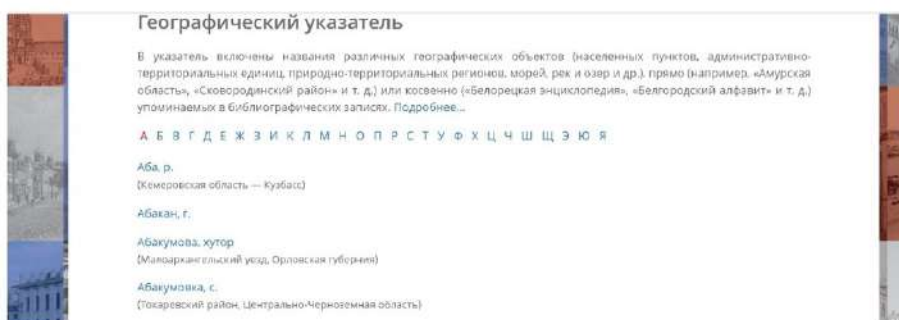 Географический указатель
В указатель включены названия различных географических объектов (населенных пунктов, административно-
территориальных единиц, природно-территориальных регионов, морей, рек и озер и др.), прямо (например, «Амурская
область», «Сковородинский район» и т. д.) или косвенно («Белорецкая энциклопедия», «Белгородский алфавит» и т. д.)
упоминаемых в библиографических записях. Подробнее...
А Б В Г Д Е Ж З И К Л М Н О П Р С Т У Ф Х Ц Ч Ш Щ Э Ю Я
Аба, р.
(Кемеровская область — Кузбасс)
Абакан, г.
Абакумова, хутор
(Малоархангельский уезд, Орловская губерния)
Абакумовка, с.
(Токаревский район, Центрально-Черноземная область)